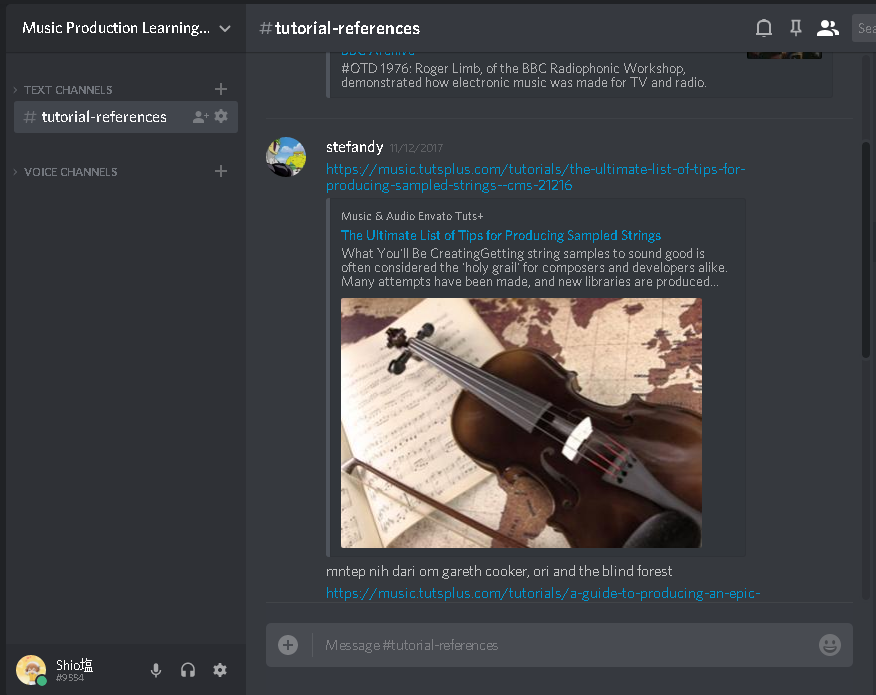 Music Production Learning...
TEXT CHANNELS
# tutorial-references
VOICE CHANNELS
Shio塩
#9554
# tutorial-references
Sea
BBC Archive
#OTD 1976: Roger Limb, of the BBC Radiophonic Workshop,
demonstrated how electronic music was made for TV and radio.
stefandy 11/12/2017
https://music.tutsplus.com/tutorials/the-ultimate-list-of-tips-for-
producing-sampled-strings--cms-21216
Music & Audio Envato Tuts+
The Ultimate List of Tips for Producing Sampled Strings
What You'll Be CreatingGetting string samples to sound good is
often considered the 'holy grail' for composers and developers alike.
Many attempts have been made, and new libraries are produced...
mntep nih dari om gareth cooker, ori and the blind forest
https://music.tutsplus.com/tutorials/a-guide-to-producing-an-epic-
Message #tutorial-references